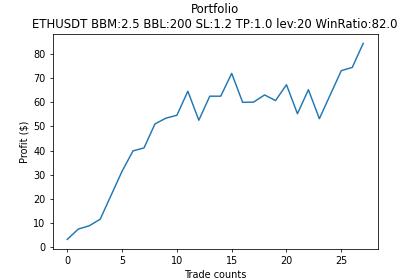 Portfolio
ETHUSDT BBM:2.5 BBL:200 SL:1.2 TP:1.0 lev:20 WinRatio:82.0
80
70
60
50
40
30
20
10
0
Profit ($)
0 5 10 15 20 25
Trade counts